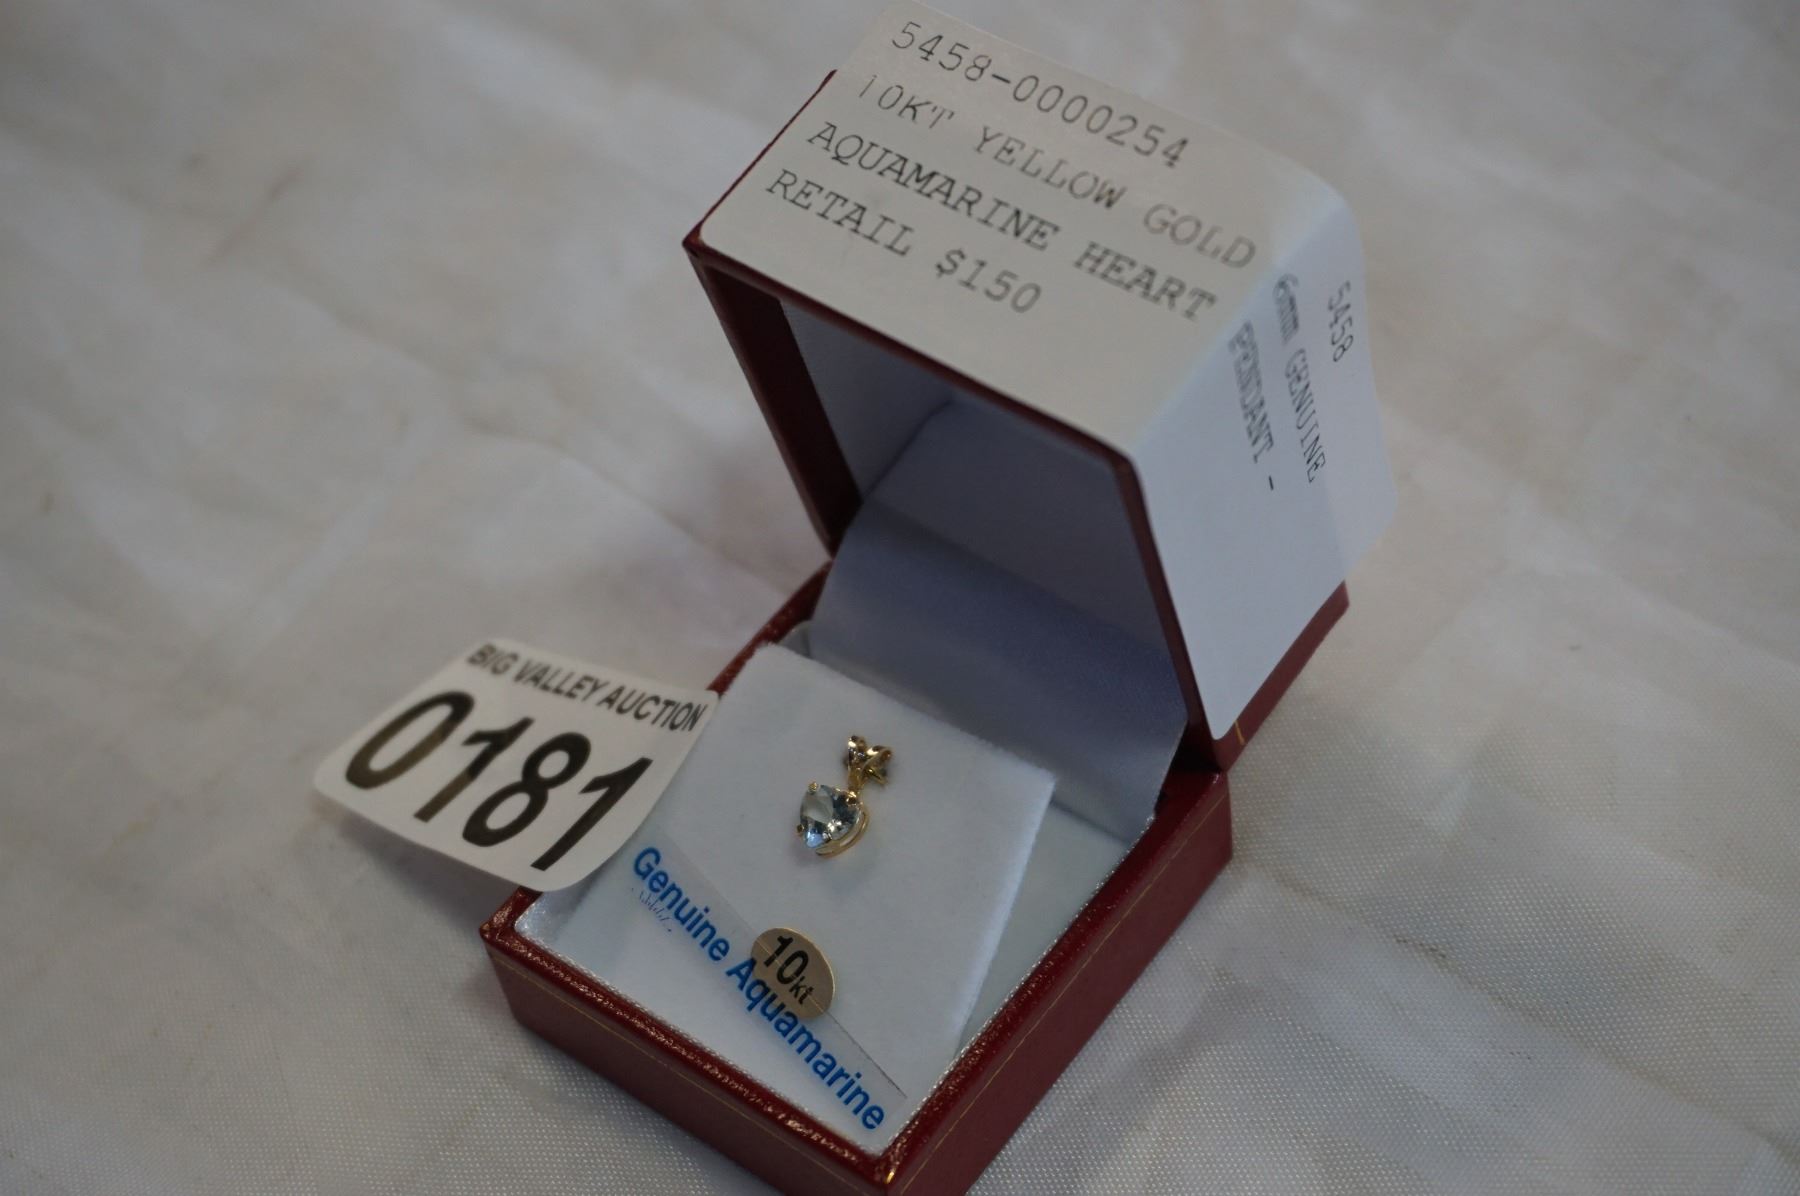 5458-0000254
10KT YELLOW GOLD
AQUAMARINE HEART
RETAIL $150
5458
6mm GENUINE
PENDANT -
BIG VALLEY AUCTION
0181
10kt
Genuine Aquamarine